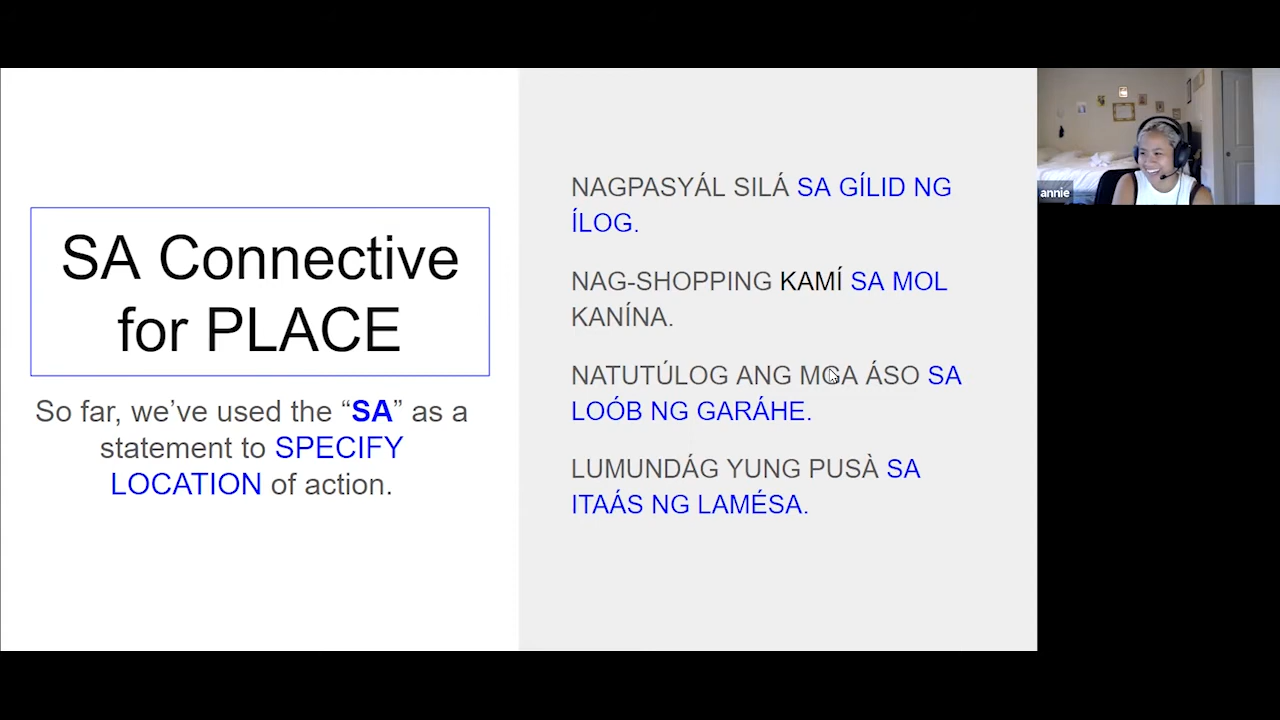 SA Connective
for PLACE
So far, we’ve used the “SA” as a
statement to SPECIFY
LOCATION of action.
NAGPASYÁL SILÁ SA GÍLID NG
ÍLOG.
NAG-SHOPPING KAMÍ SA MOL
KANÍNA.
NATUTÚLOG ANG MGA ÁSO SA
LOÓB NG GARÁHE.
LUMUNDÁG YUNG PUSÀ SA
ITAÁS NG LAMÉSA.
annie